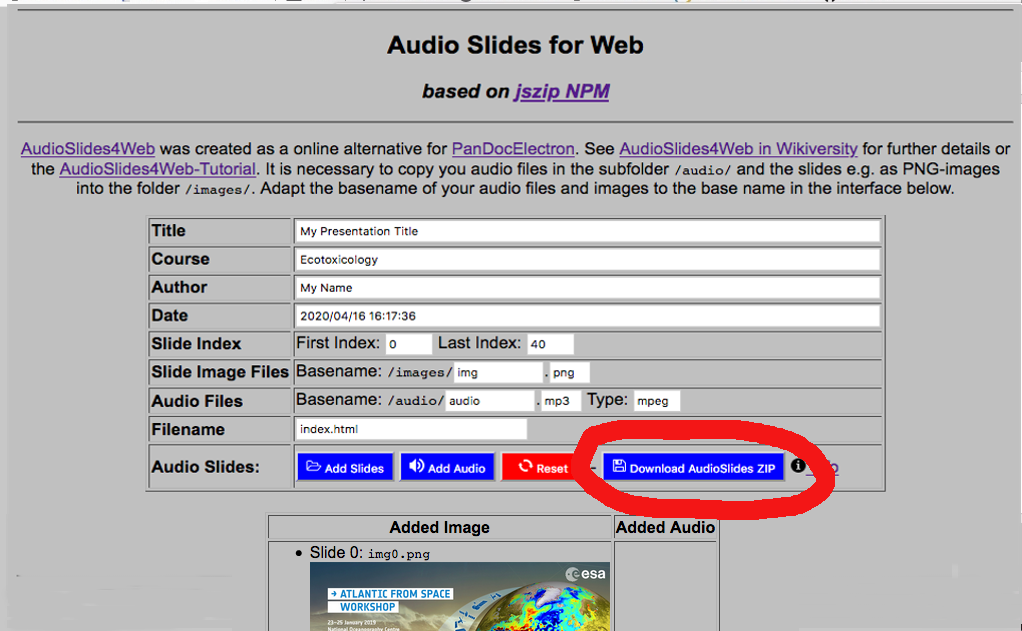 Audio Slides for Web
based on jszip NPM
AudioSlides4Web was created as a online alternative for PanDocElectron. See AudioSlides4Web in Wikiversity for further details or
the AudioSlides4Web-Tutorial. It is necessary to copy you audio files in the subfolder /audio/ and the slides e.g. as PNG-images
into the folder /images/. Adapt the basename of your audio files and images to the base name in the interface below.
Title My Presentation Title
Course Ecotoxicology
Author My Name
Date 2020/04/16 16:17:36
Slide Index First Index: 0 Last Index: 40
Slide Image Files Basename: /images/ img . png
Audio Files Basename: /audio/ audio . mp3 Type: mpeg
Filename index.html
Audio Slides: Add Slides Add Audio Reset - Download AudioSlides ZIP
Added Image Added Audio
• Slide 0: img0.png
esa
→ ATLANTIC FROM SPACE
WORKSHOP
23–25 January 2019
National Oceanography Centre